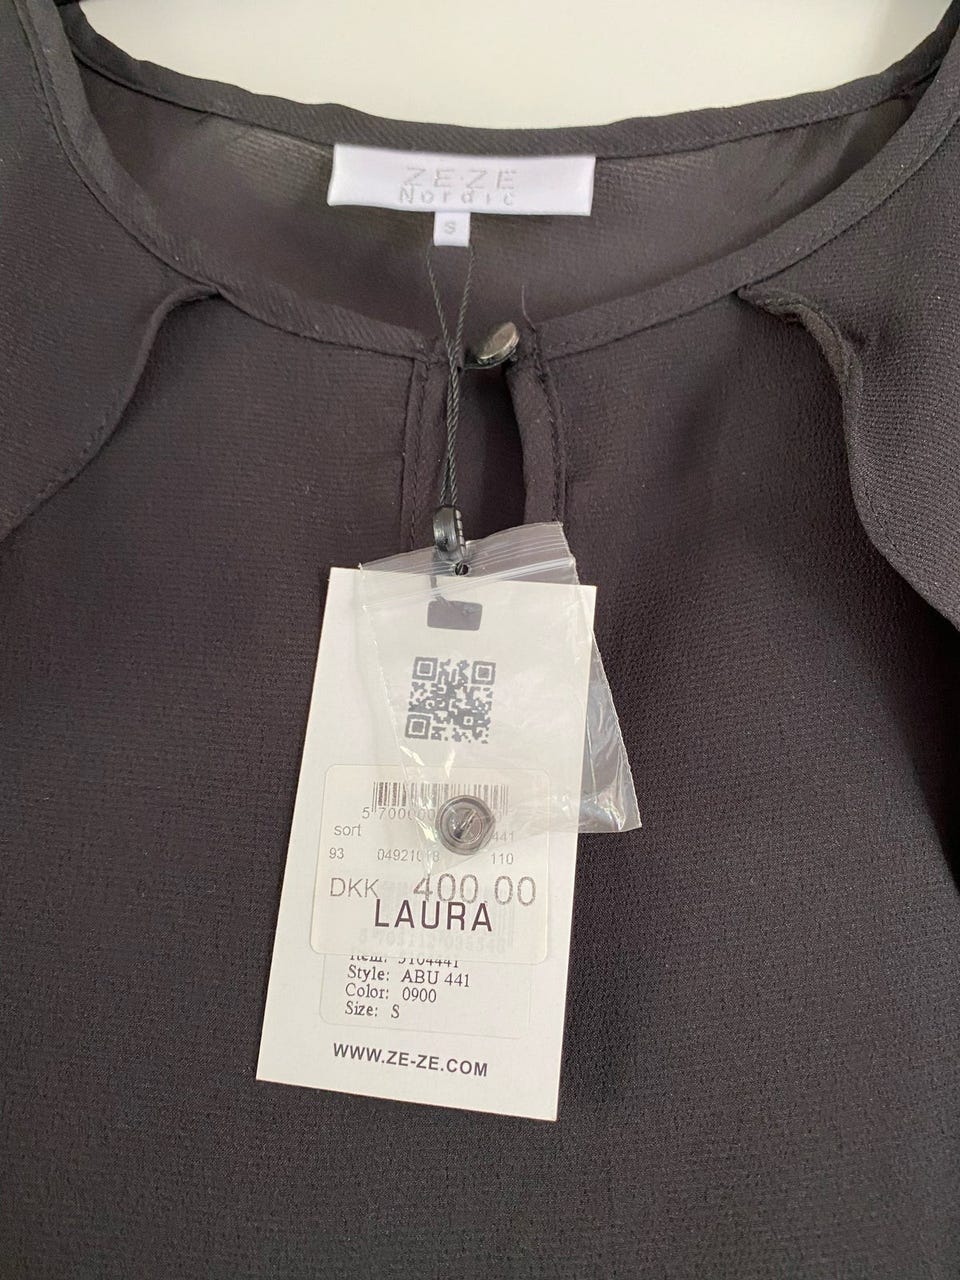 ZE-ZE
Nordic
S
sort
93 110
DKK 400.00
LAURA
Style: ABU 441
Color: 0900
Size: S
WWW.ZE-ZE.COM